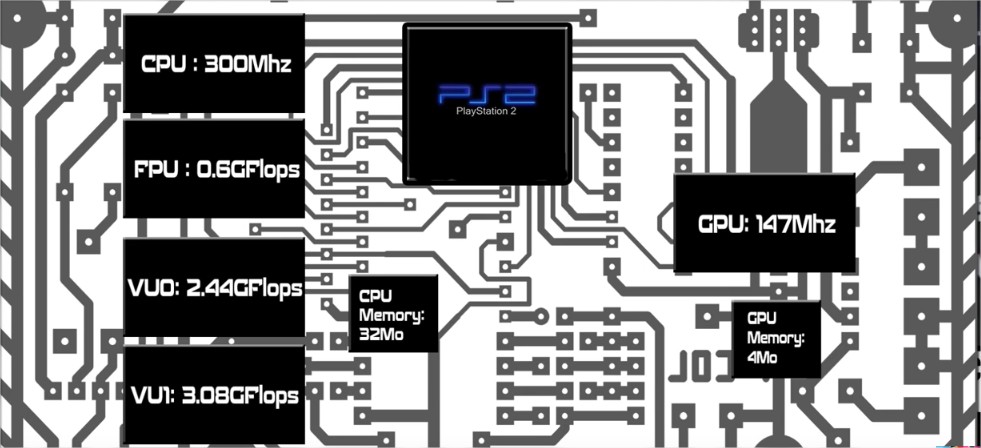 CPU : 300Mhz
PS2
PlayStation 2
FPU : 0.6GFlops
GPU: 147Mhz
VU0: 2.44GFlops
CPU
Memory:
32Mo
GPU
Memory:
4Mo
VU1: 3.08GFlops